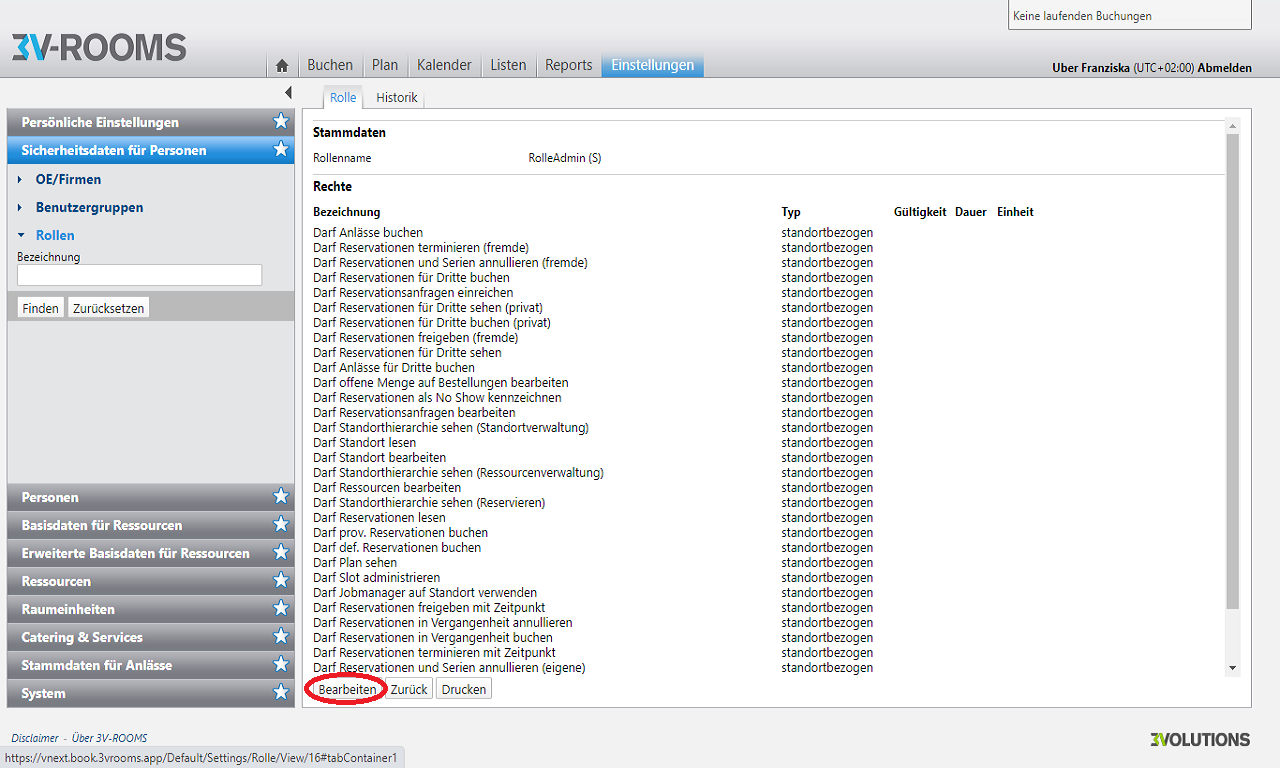 Keine laufenden Buchungen
3V-ROOMS
Buchen Plan Kalender Listen Reports Einstellungen
Uber Franziska (UTC+02:00) Abmelden
Rolle Historik
Persönliche Einstellungen
Sicherheitsdaten für Personen
OE/Firmen
Benutzergruppen
Rollen
Bezeichnung
Finden Zurücksetzen
Personen
Basisdaten für Ressourcen
Erweiterte Basisdaten für Ressourcen
Ressourcen
Raumeinheiten
Catering & Services
Stammdaten für Anlässe
System
Stammdaten
Rollenname RolleAdmin (S)
Rechte
Bezeichnung Typ Gültigkeit Dauer Einheit
Darf Anlässe buchen standortbezogen
Darf Reservationen terminieren (fremde) standortbezogen
Darf Reservationen und Serien annullieren (fremde) standortbezogen
Darf Reservationen für Dritte buchen standortbezogen
Darf Reservationsanfragen einreichen standortbezogen
Darf Reservationen für Dritte sehen (privat) standortbezogen
Darf Reservationen für Dritte buchen (privat) standortbezogen
Darf Reservationen freigeben (fremde) standortbezogen
Darf Reservationen für Dritte sehen standortbezogen
Darf Anlässe für Dritte buchen standortbezogen
Darf offene Menge auf Bestellungen bearbeiten standortbezogen
Darf Reservationen als No Show kennzeichnen standortbezogen
Darf Reservationsanfragen bearbeiten standortbezogen
Darf Standorthierarchie sehen (Standortverwaltung) standortbezogen
Darf Standort lesen standortbezogen
Darf Standort bearbeiten standortbezogen
Darf Standorthierarchie sehen (Ressourcenverwaltung) standortbezogen
Darf Ressourcen bearbeiten standortbezogen
Darf Standorthierarchie sehen (Reservieren) standortbezogen
Darf Reservationen lesen standortbezogen
Darf prov. Reservationen buchen standortbezogen
Darf def. Reservationen buchen standortbezogen
Darf Plan sehen standortbezogen
Darf Slot administrieren standortbezogen
Darf Jobmanager auf Standort verwenden standortbezogen
Darf Reservationen freigeben mit Zeitpunkt standortbezogen
Darf Reservationen in Vergangenheit annullieren standortbezogen
Darf Reservationen in Vergangenheit buchen standortbezogen
Darf Reservationen terminieren mit Zeitpunkt standortbezogen
Darf Reservationen und Serien annullieren (eigene) standortbezogen
Bearbeiten Zurück Drucken
Disclaimer - Über 3V-ROOMS
3VOLUTIONS
https://vnext.book.3vrooms.app/Default/Settings/Rolle/View/16#tabContainer1